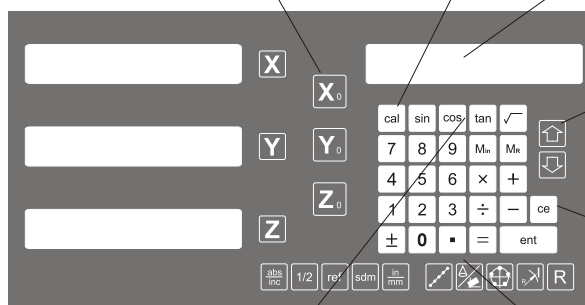 X
X₀
cal sin cos tan √
7 8 9 Min MR
Y
Y₀
4 5 6 × +
1 2 3 ÷ − ce
Z₀
Z
± 0 . = ent
abs
inc
1/2 ref sdm
in
mm
R R